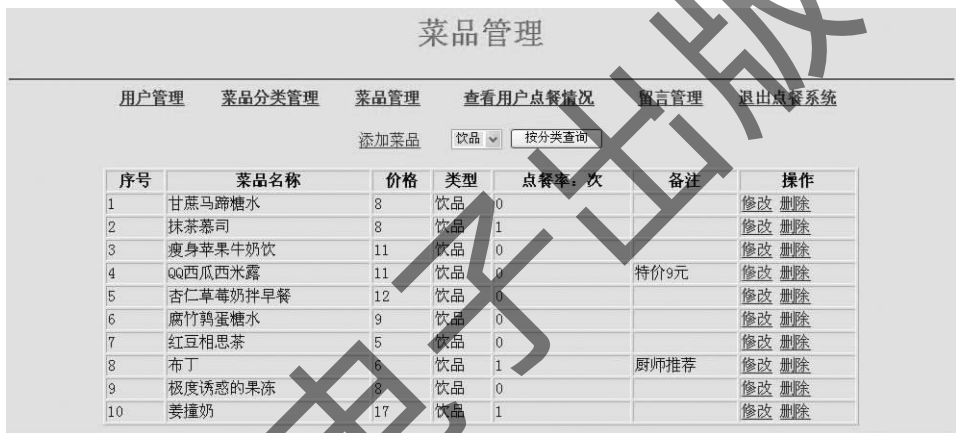 菜品管理
用户管理 菜品分类管理 菜品管理 查看用户点餐情况 留言管理 退出点餐系统
添加菜品 饮品 按分类查询
序号 菜品名称 价格 类型 点餐率：次 备注 操作
1 甘蔗马蹄糖水 8 饮品 0 修改 删除
2 抹茶慕司 8 饮品 1 修改 删除
3 瘦身苹果牛奶饮 11 饮品 0 修改 删除
4 QQ西瓜西米露 11 饮品 0 特价9元 修改 删除
5 杏仁草莓奶拌早餐 12 饮品 0 修改 删除
6 腐竹鹑蛋糖水 9 饮品 0 修改 删除
7 红豆相思茶 5 饮品 0 修改 删除
8 布丁 6 饮品 1 厨师推荐 修改 删除
9 极度诱惑的果冻 8 饮品 0 修改 删除
10 姜撞奶 17 饮品 1 修改 删除
电子出版